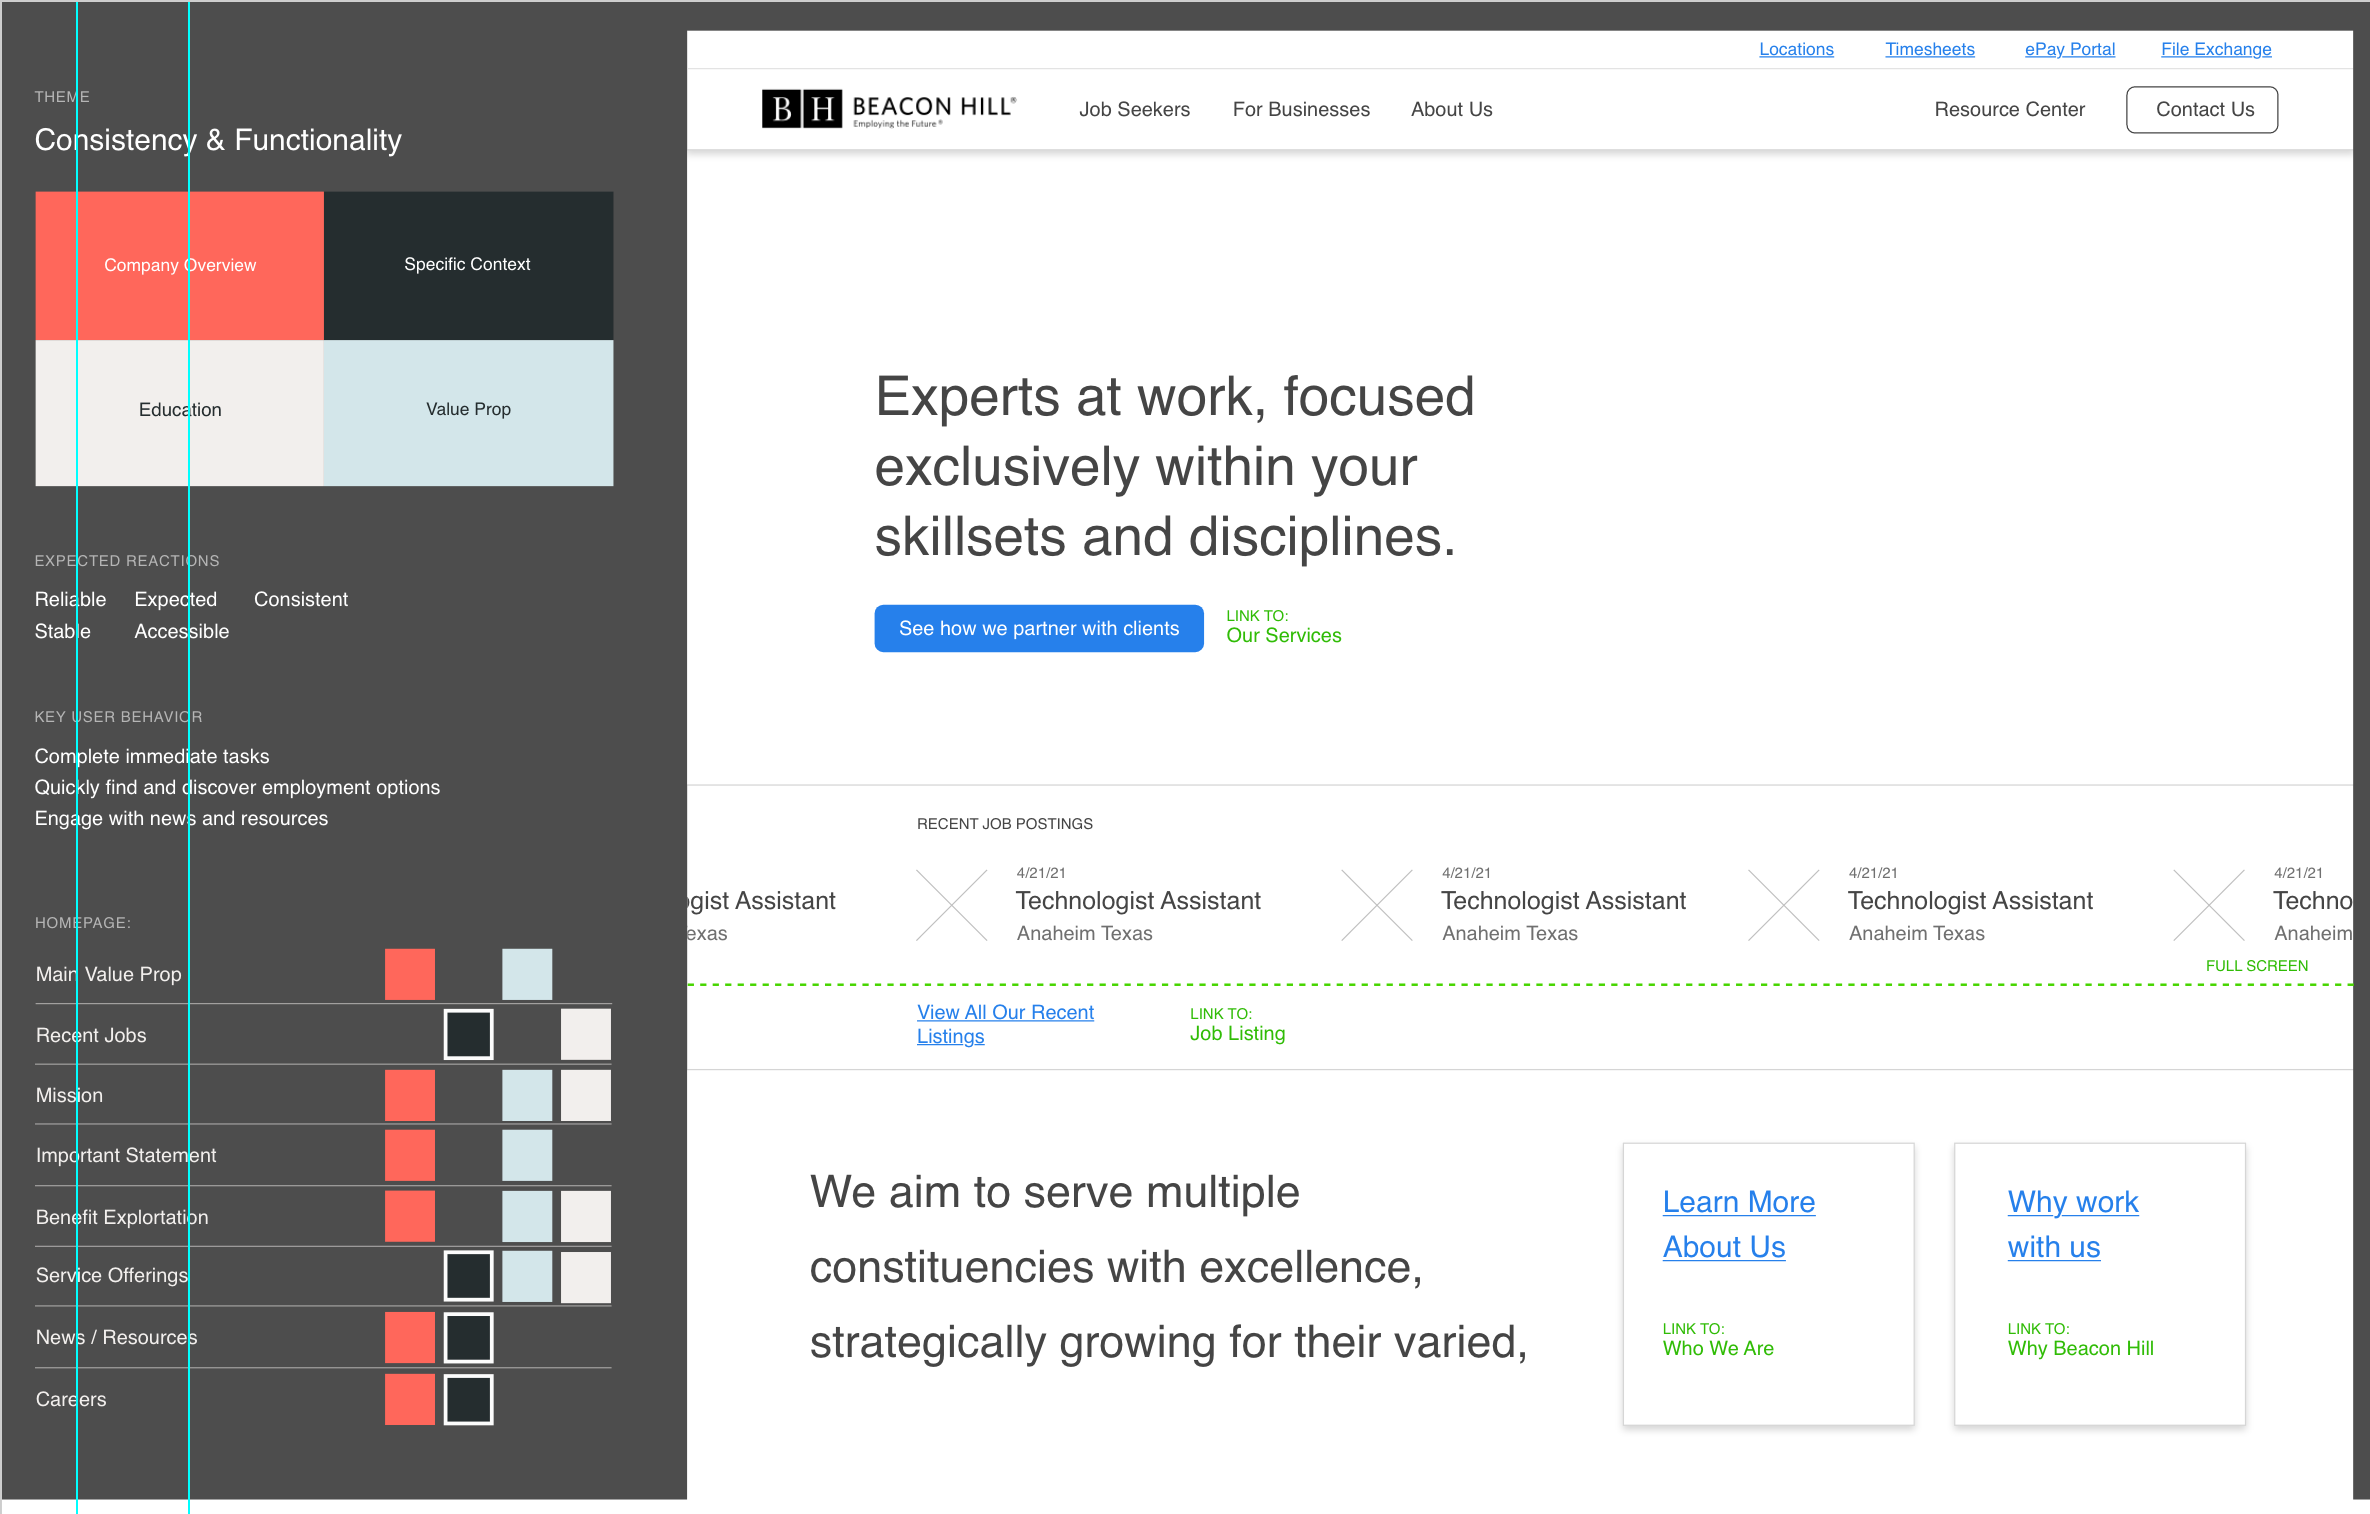 THEME
Consistency & Functionality
Company Overview
Specific Context
Education
Value Prop
EXPECTED REACTIONS
Reliable Expected Consistent
Stable Accessible
KEY USER BEHAVIOR
Complete immediate tasks
Quickly find and discover employment options
Engage with news and resources
HOMEPAGE:
Main Value Prop
Recent Jobs
Mission
Important Statement
Benefit Explortation
Service Offerings
News / Resources
Careers
Locations Timesheets ePay Portal File Exchange
BH BEACON HILL®
Employing the Future®
Job Seekers For Businesses About Us Resource Center Contact Us
Experts at work, focused
exclusively within your
skillsets and disciplines.
See how we partner with clients
LINK TO:
Our Services
RECENT JOB POSTINGS
ogist Assistant
exas
4/21/21
Technologist Assistant
Anaheim Texas
4/21/21
Technologist Assistant
Anaheim Texas
4/21/21
Technologist Assistant
Anaheim Texas
4/21/21
Techno
Anaheim
FULL SCREEN
View All Our Recent
Listings
LINK TO:
Job Listing
We aim to serve multiple
constituencies with excellence,
strategically growing for their varied,
Learn More
About Us
LINK TO:
Who We Are
Why work
with us
LINK TO:
Why Beacon Hill